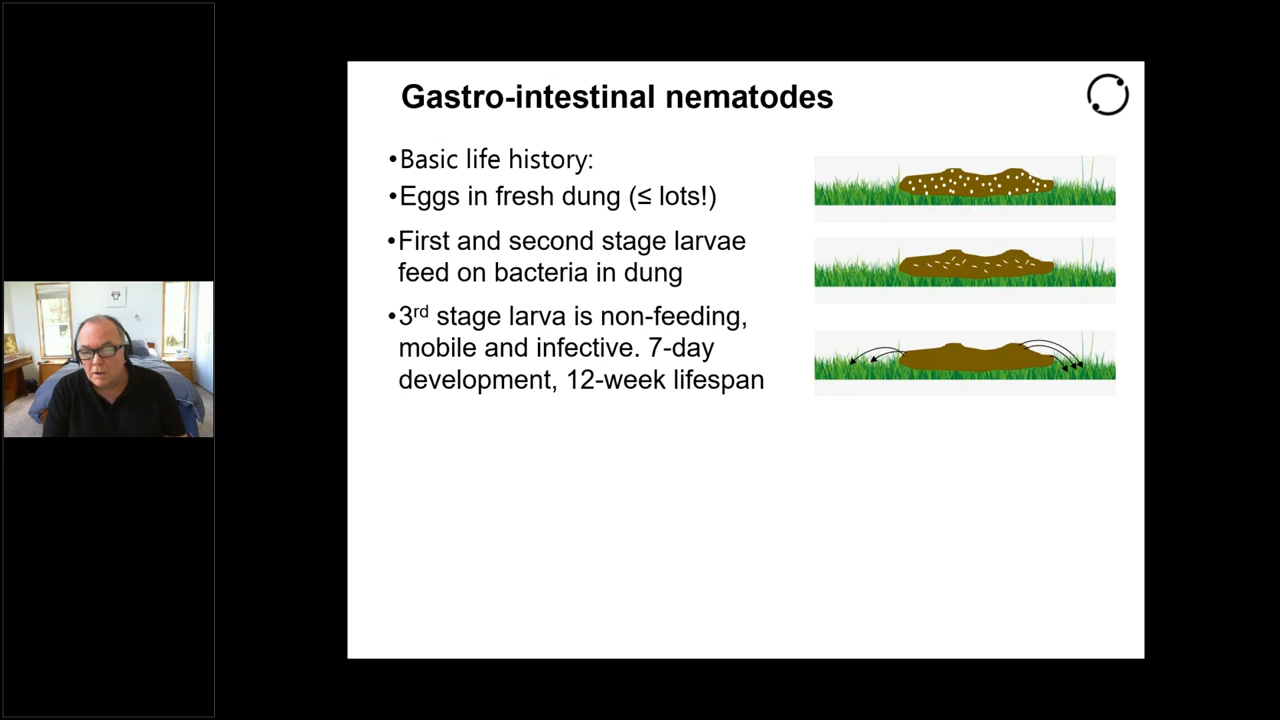 Gastro-intestinal nematodes
•Basic life history:
•Eggs in fresh dung (≤ lots!)
•First and second stage larvae
feed on bacteria in dung
•3rd stage larva is non-feeding,
mobile and infective. 7-day
development, 12-week lifespan